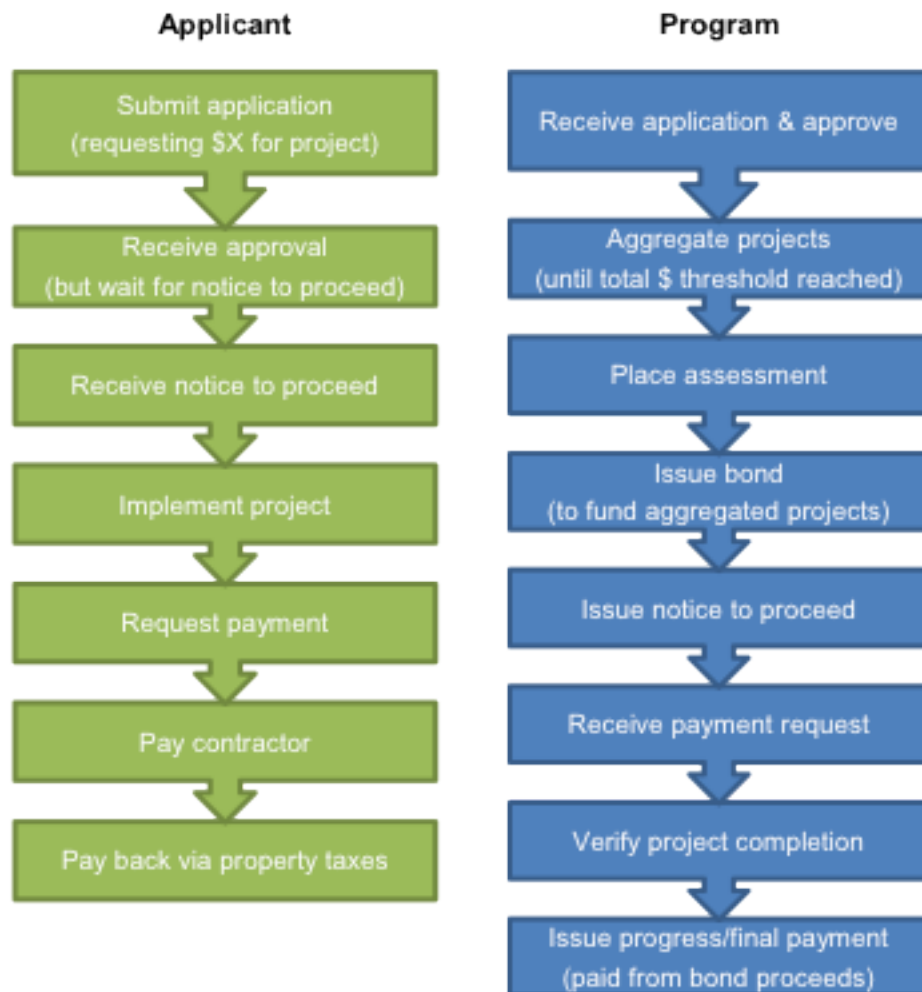 Applicant
Submit application
(requesting $X for project)
Receive approval
(but wait for notice to proceed)
Receive notice to proceed
Implement project
Request payment
Pay contractor
Pay back via property taxes
Program
Receive application & approve
Aggregate projects
(until total $ threshold reached)
Place assessment
Issue bond
(to fund aggregated projects)
Issue notice to proceed
Receive payment request
Verify project completion
Issue progress/final payment
(paid from bond proceeds)